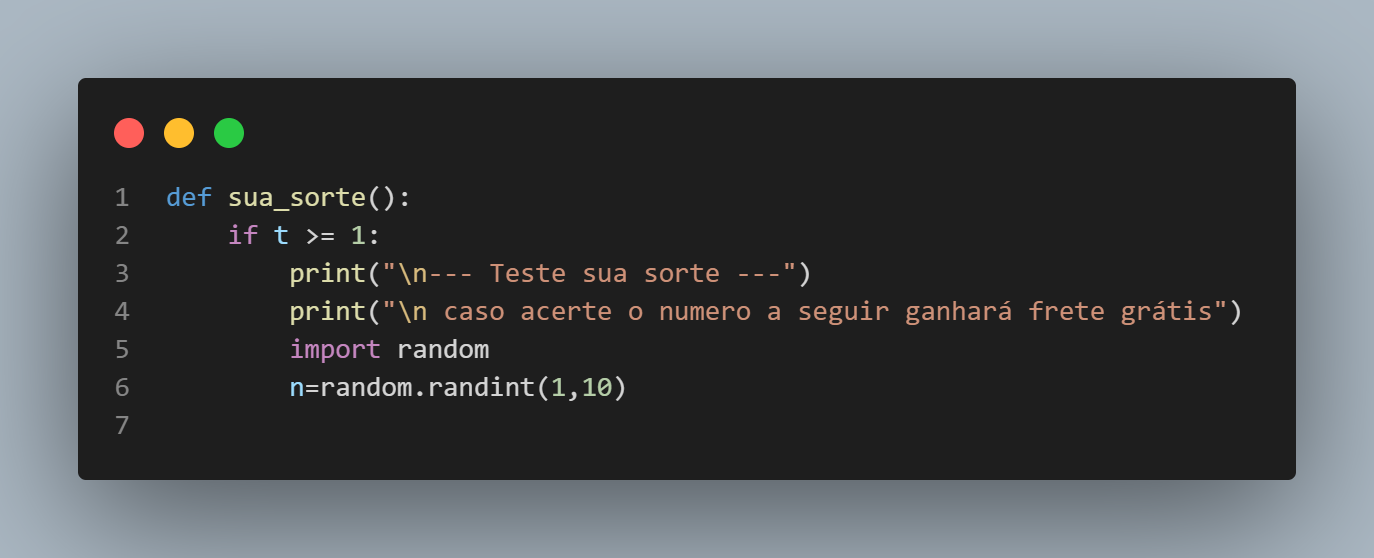 1 def sua_sorte():
2     if t >= 1:
3         print("\n--- Teste sua sorte ---")
4         print("\n caso acerte o numero a seguir ganhará frete grátis")
5         import random
6         n=random.randint(1,10)
7